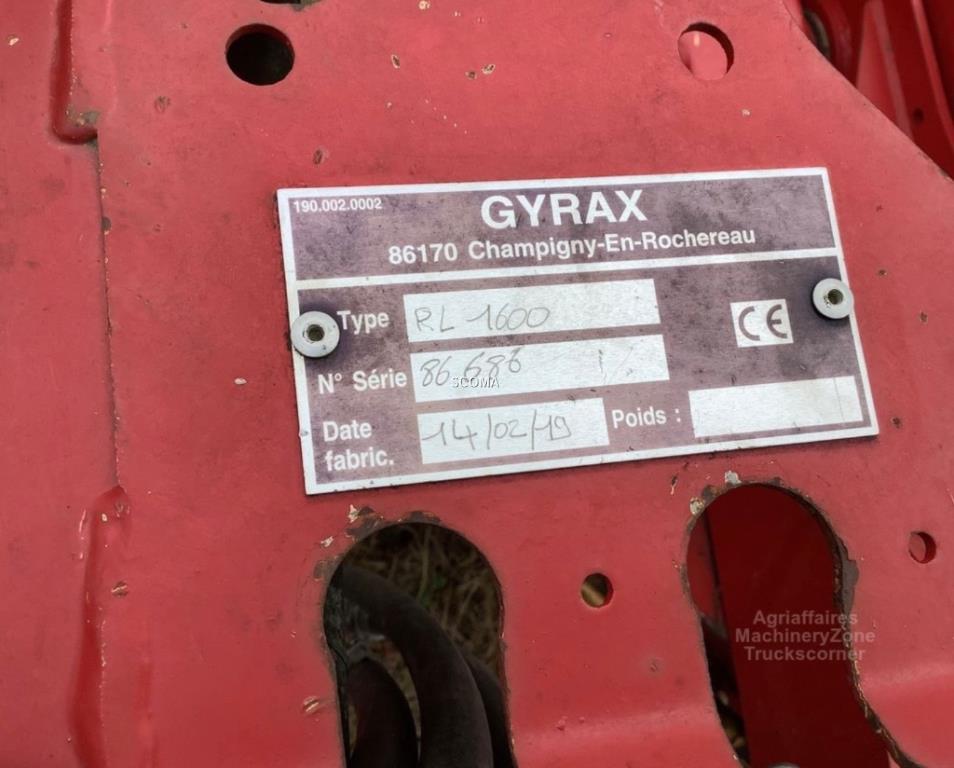 190.002.0002
GYRAX
86170 Champigny-En-Rochereau
Type RL 1600
N° Série 86 686
SCOMA
Date fabric. 14/02/19 Poids :
CE
Agriaffaires
MachineryZone
Truckscorner